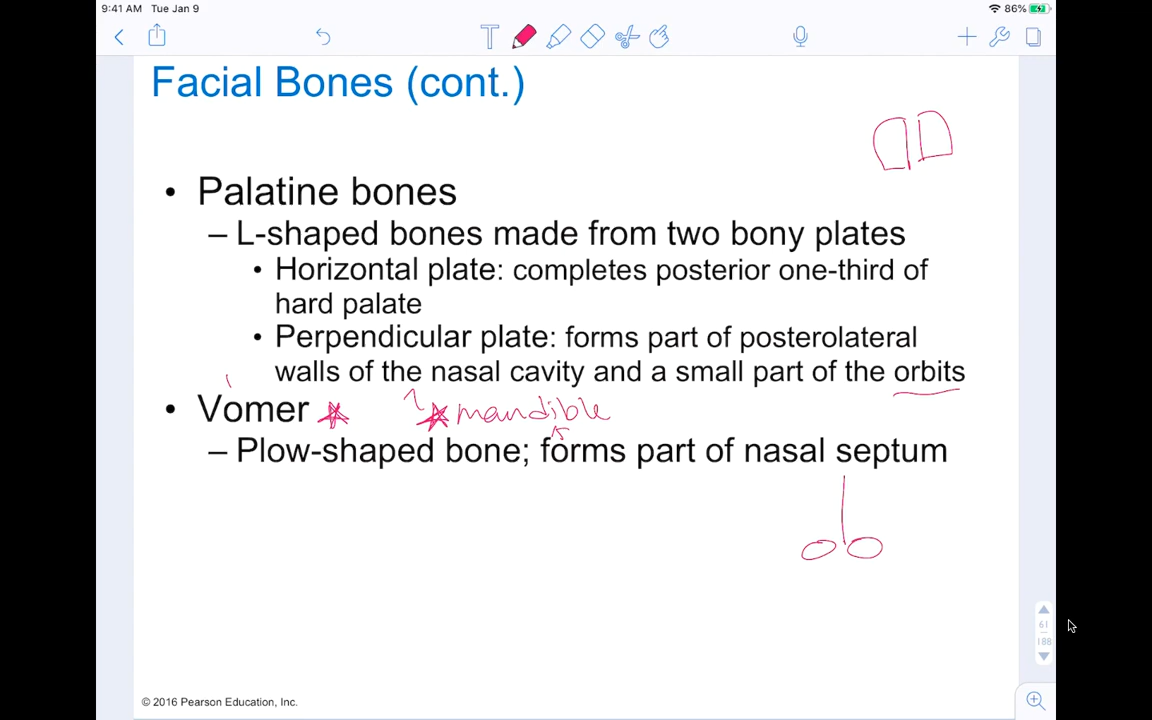 9:41 AM Tue Jan 9
86%
Facial Bones (cont.)
• Palatine bones
– L-shaped bones made from two bony plates
• Horizontal plate: completes posterior one-third of
hard palate
• Perpendicular plate: forms part of posterolateral
walls of the nasal cavity and a small part of the orbits
• Vomer mandible
– Plow-shaped bone; forms part of nasal septum
61
188
© 2016 Pearson Education, Inc.